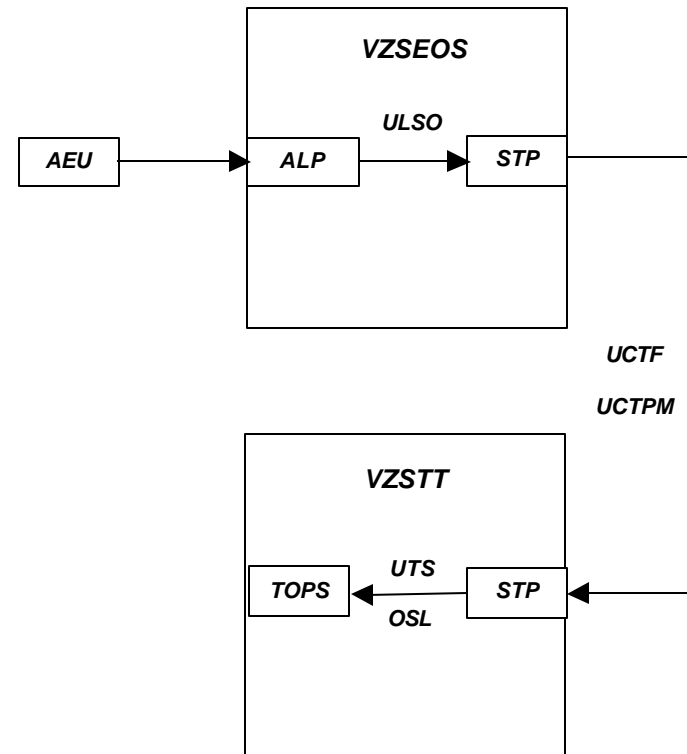 VZSEOS
ULSO
AEU
ALP
STP
UCTF
UCTPM
VZSTT
UTS
TOPS
STP
OSL